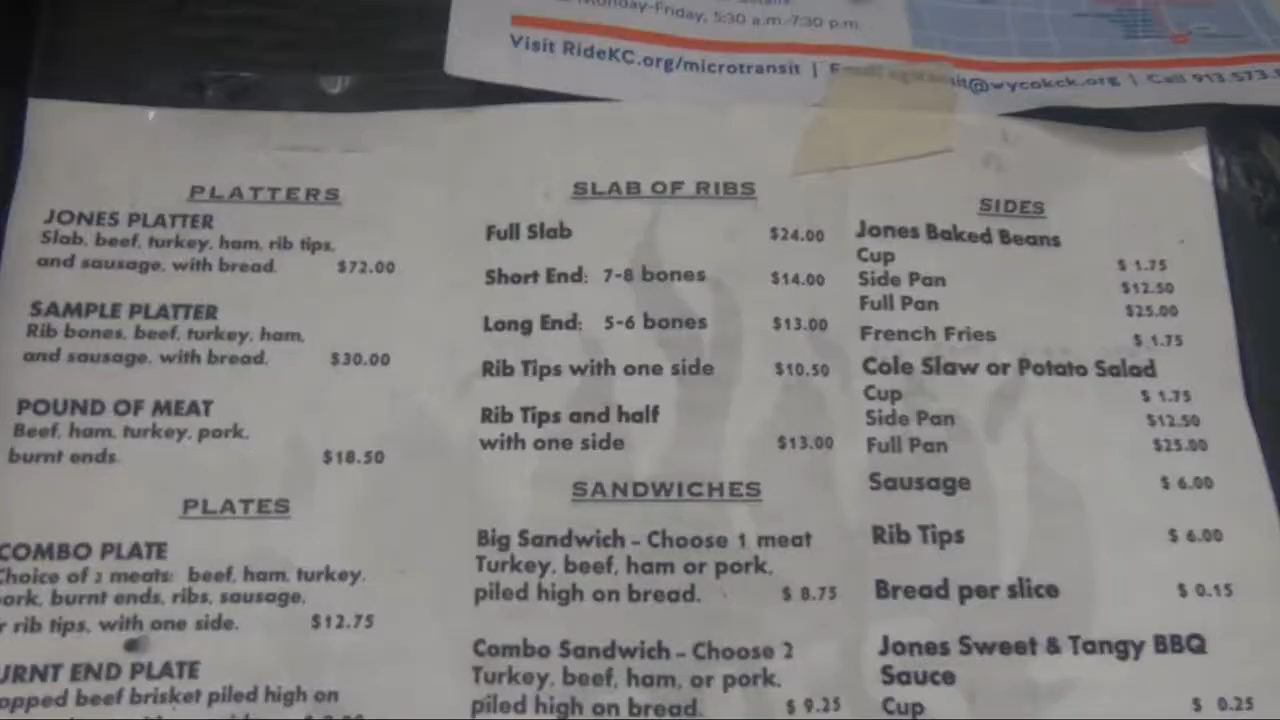 Monday-Friday, 5:30 a.m.-7:30 p.m.
Visit RideKC.org/microtransit | @wycokck.org | Call 913.573.
PLATTERS
JONES PLATTER
Slab, beef, turkey, ham, rib tips,
and sausage, with bread. $72.00
SAMPLE PLATTER
Rib bones, beef, turkey, ham,
and sausage, with bread. $30.00
POUND OF MEAT
Beef, ham, turkey, pork,
burnt ends. $18.50
PLATES
COMBO PLATE
Choice of 2 meats: beef, ham, turkey,
ork, burnt ends, ribs, sausage,
r rib tips, with one side. $12.75
URNT END PLATE
opped beef brisket piled high on
SLAB OF RIBS
Full Slab $24.00
Short End: 7-8 bones $14.00
Long End: 5-6 bones $13.00
Rib Tips with one side $10.50
Rib Tips and half
with one side $13.00
SANDWICHES
Big Sandwich - Choose 1 meat
Turkey, beef, ham or pork,
piled high on bread. $ 8.75
Combo Sandwich - Choose 2
Turkey, beef, ham, or pork,
piled high on bread. $ 9.25
SIDES
Jones Baked Beans
Cup $ 1.75
Side Pan $12.50
Full Pan $25.00
French Fries $ 1.75
Cole Slaw or Potato Salad
Cup $ 1.75
Side Pan $12.50
Full Pan $25.00
Sausage $ 6.00
Rib Tips $ 6.00
Bread per slice $ 0.15
Jones Sweet & Tangy BBQ
Sauce
Cup $ 0.25